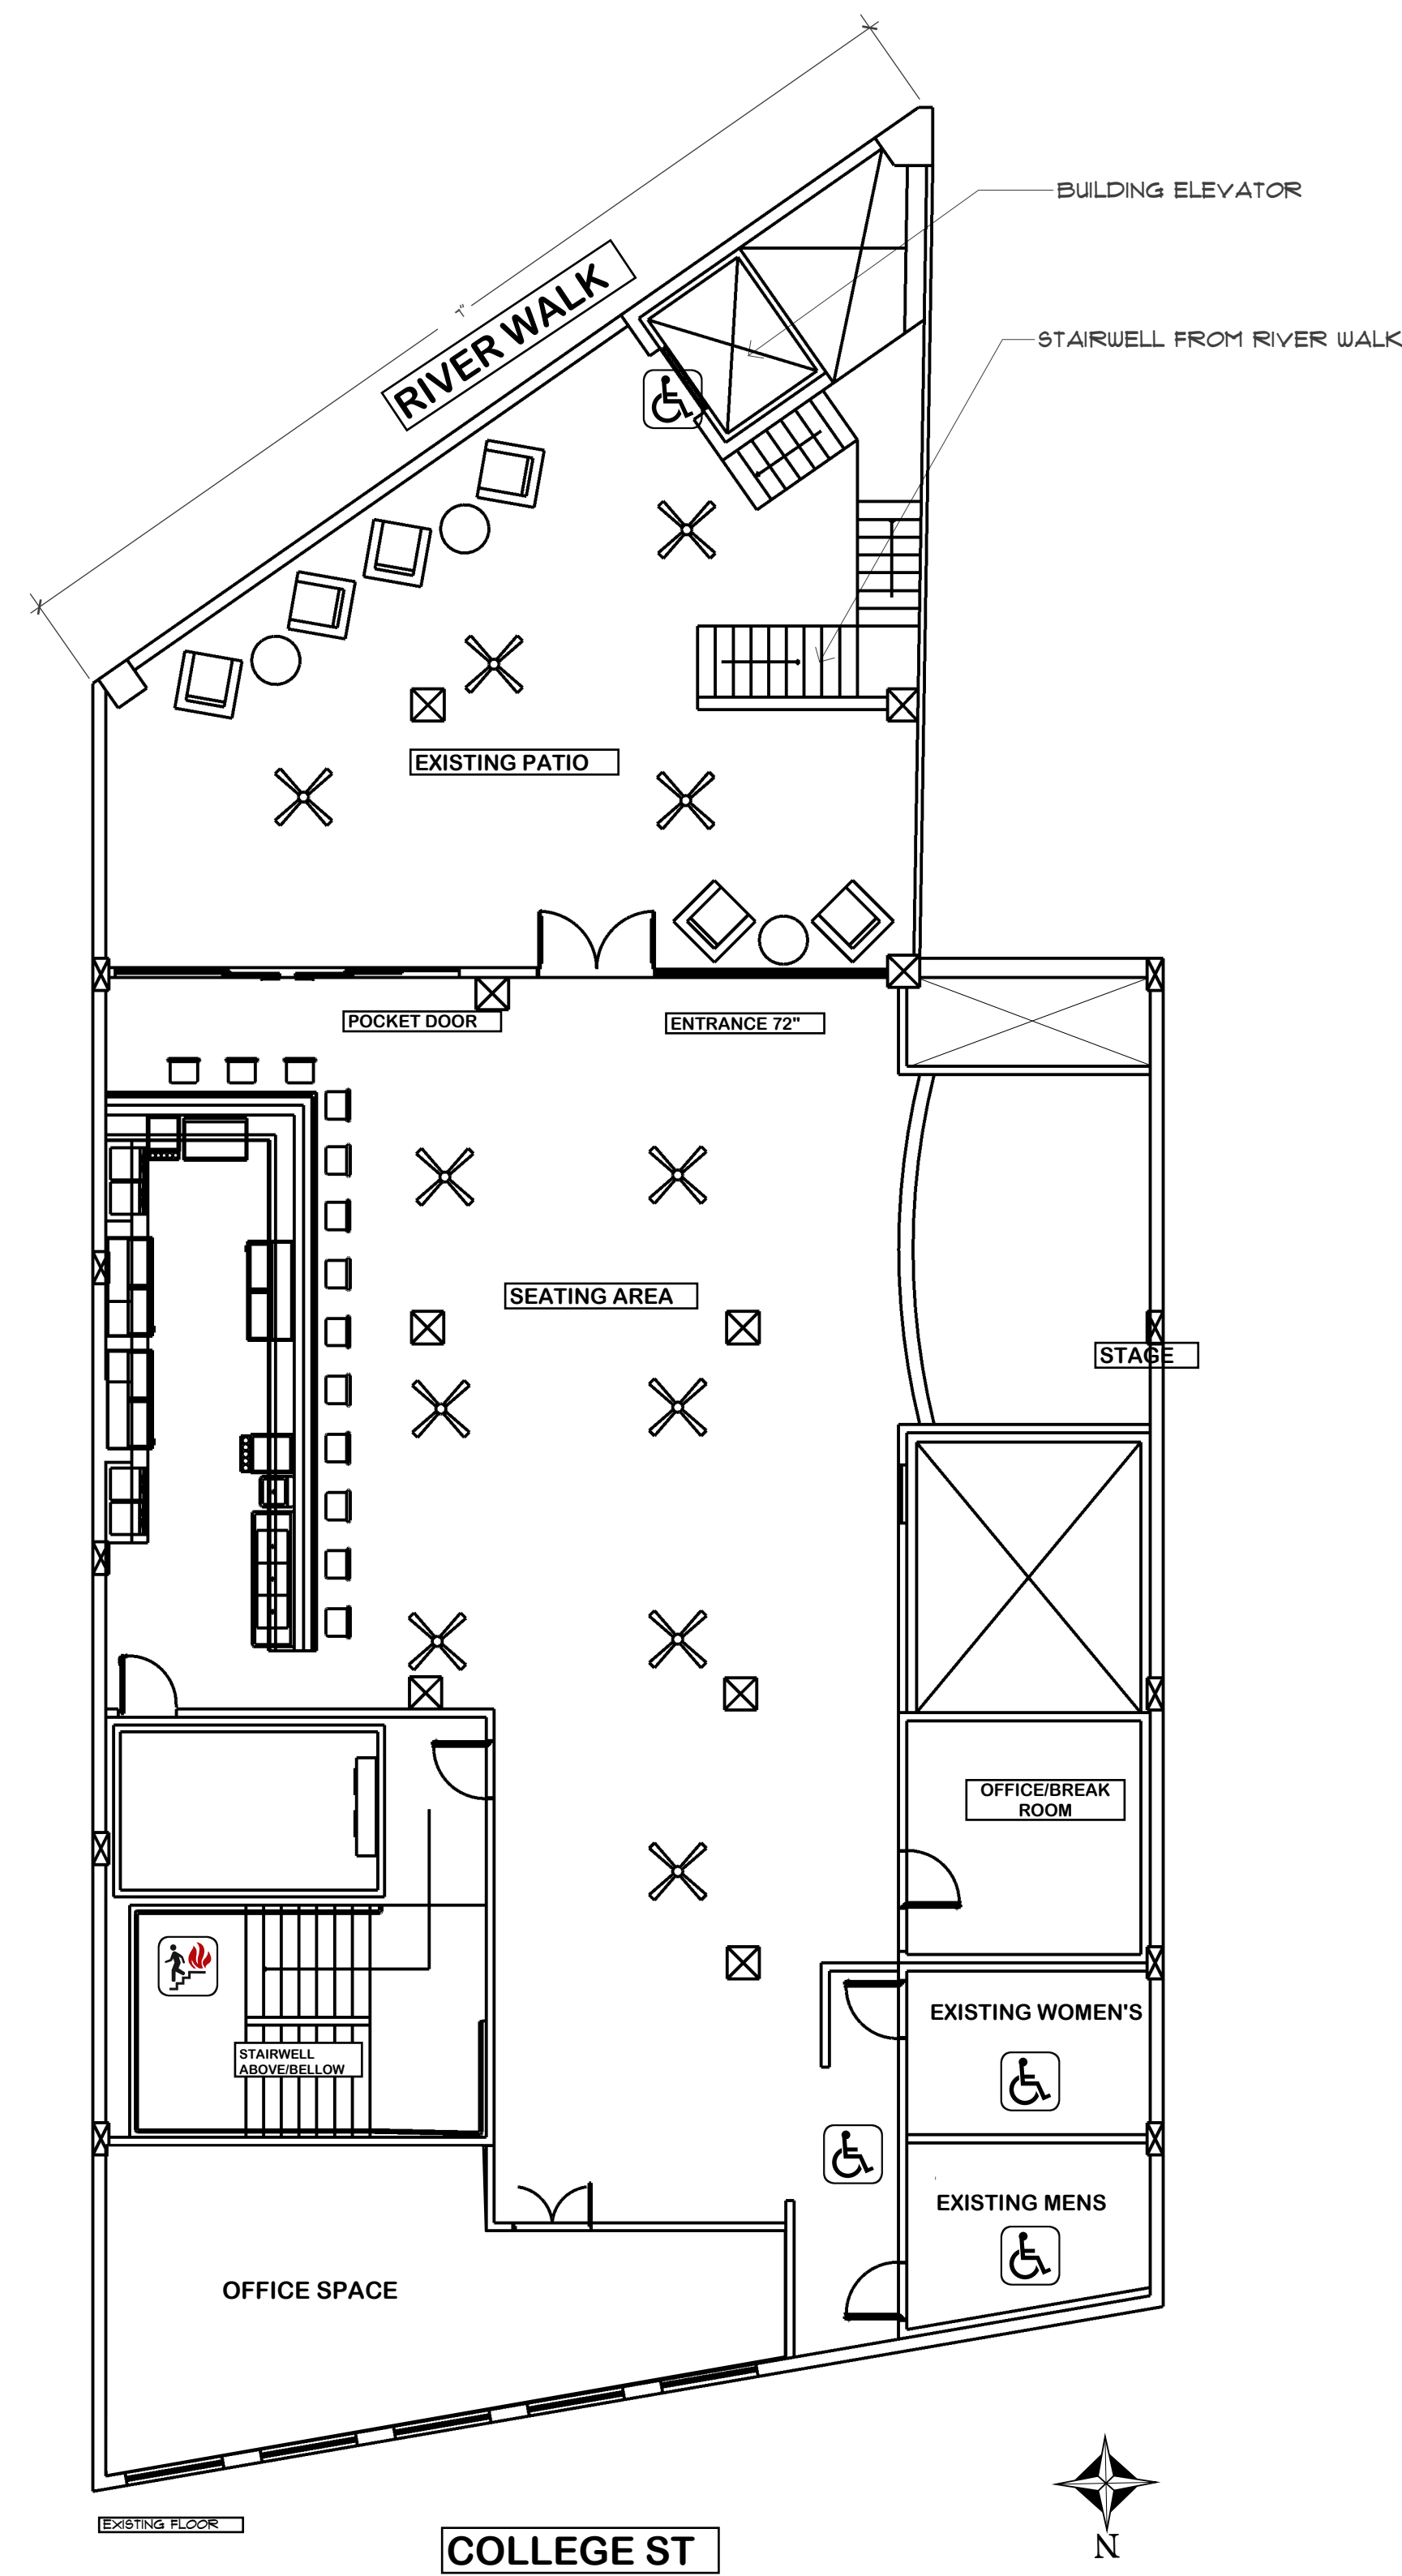 BUILDING ELEVATOR
RIVER WALK
7"
STAIRWELL FROM RIVER WALK
EXISTING PATIO
POCKET DOOR
ENTRANCE 72"
SEATING AREA
STAGE
OFFICE/BREAK
ROOM
EXISTING WOMEN'S
STAIRWELL
ABOVE/BELLOW
EXISTING MENS
OFFICE SPACE
EXISTING FLOOR
COLLEGE ST
N